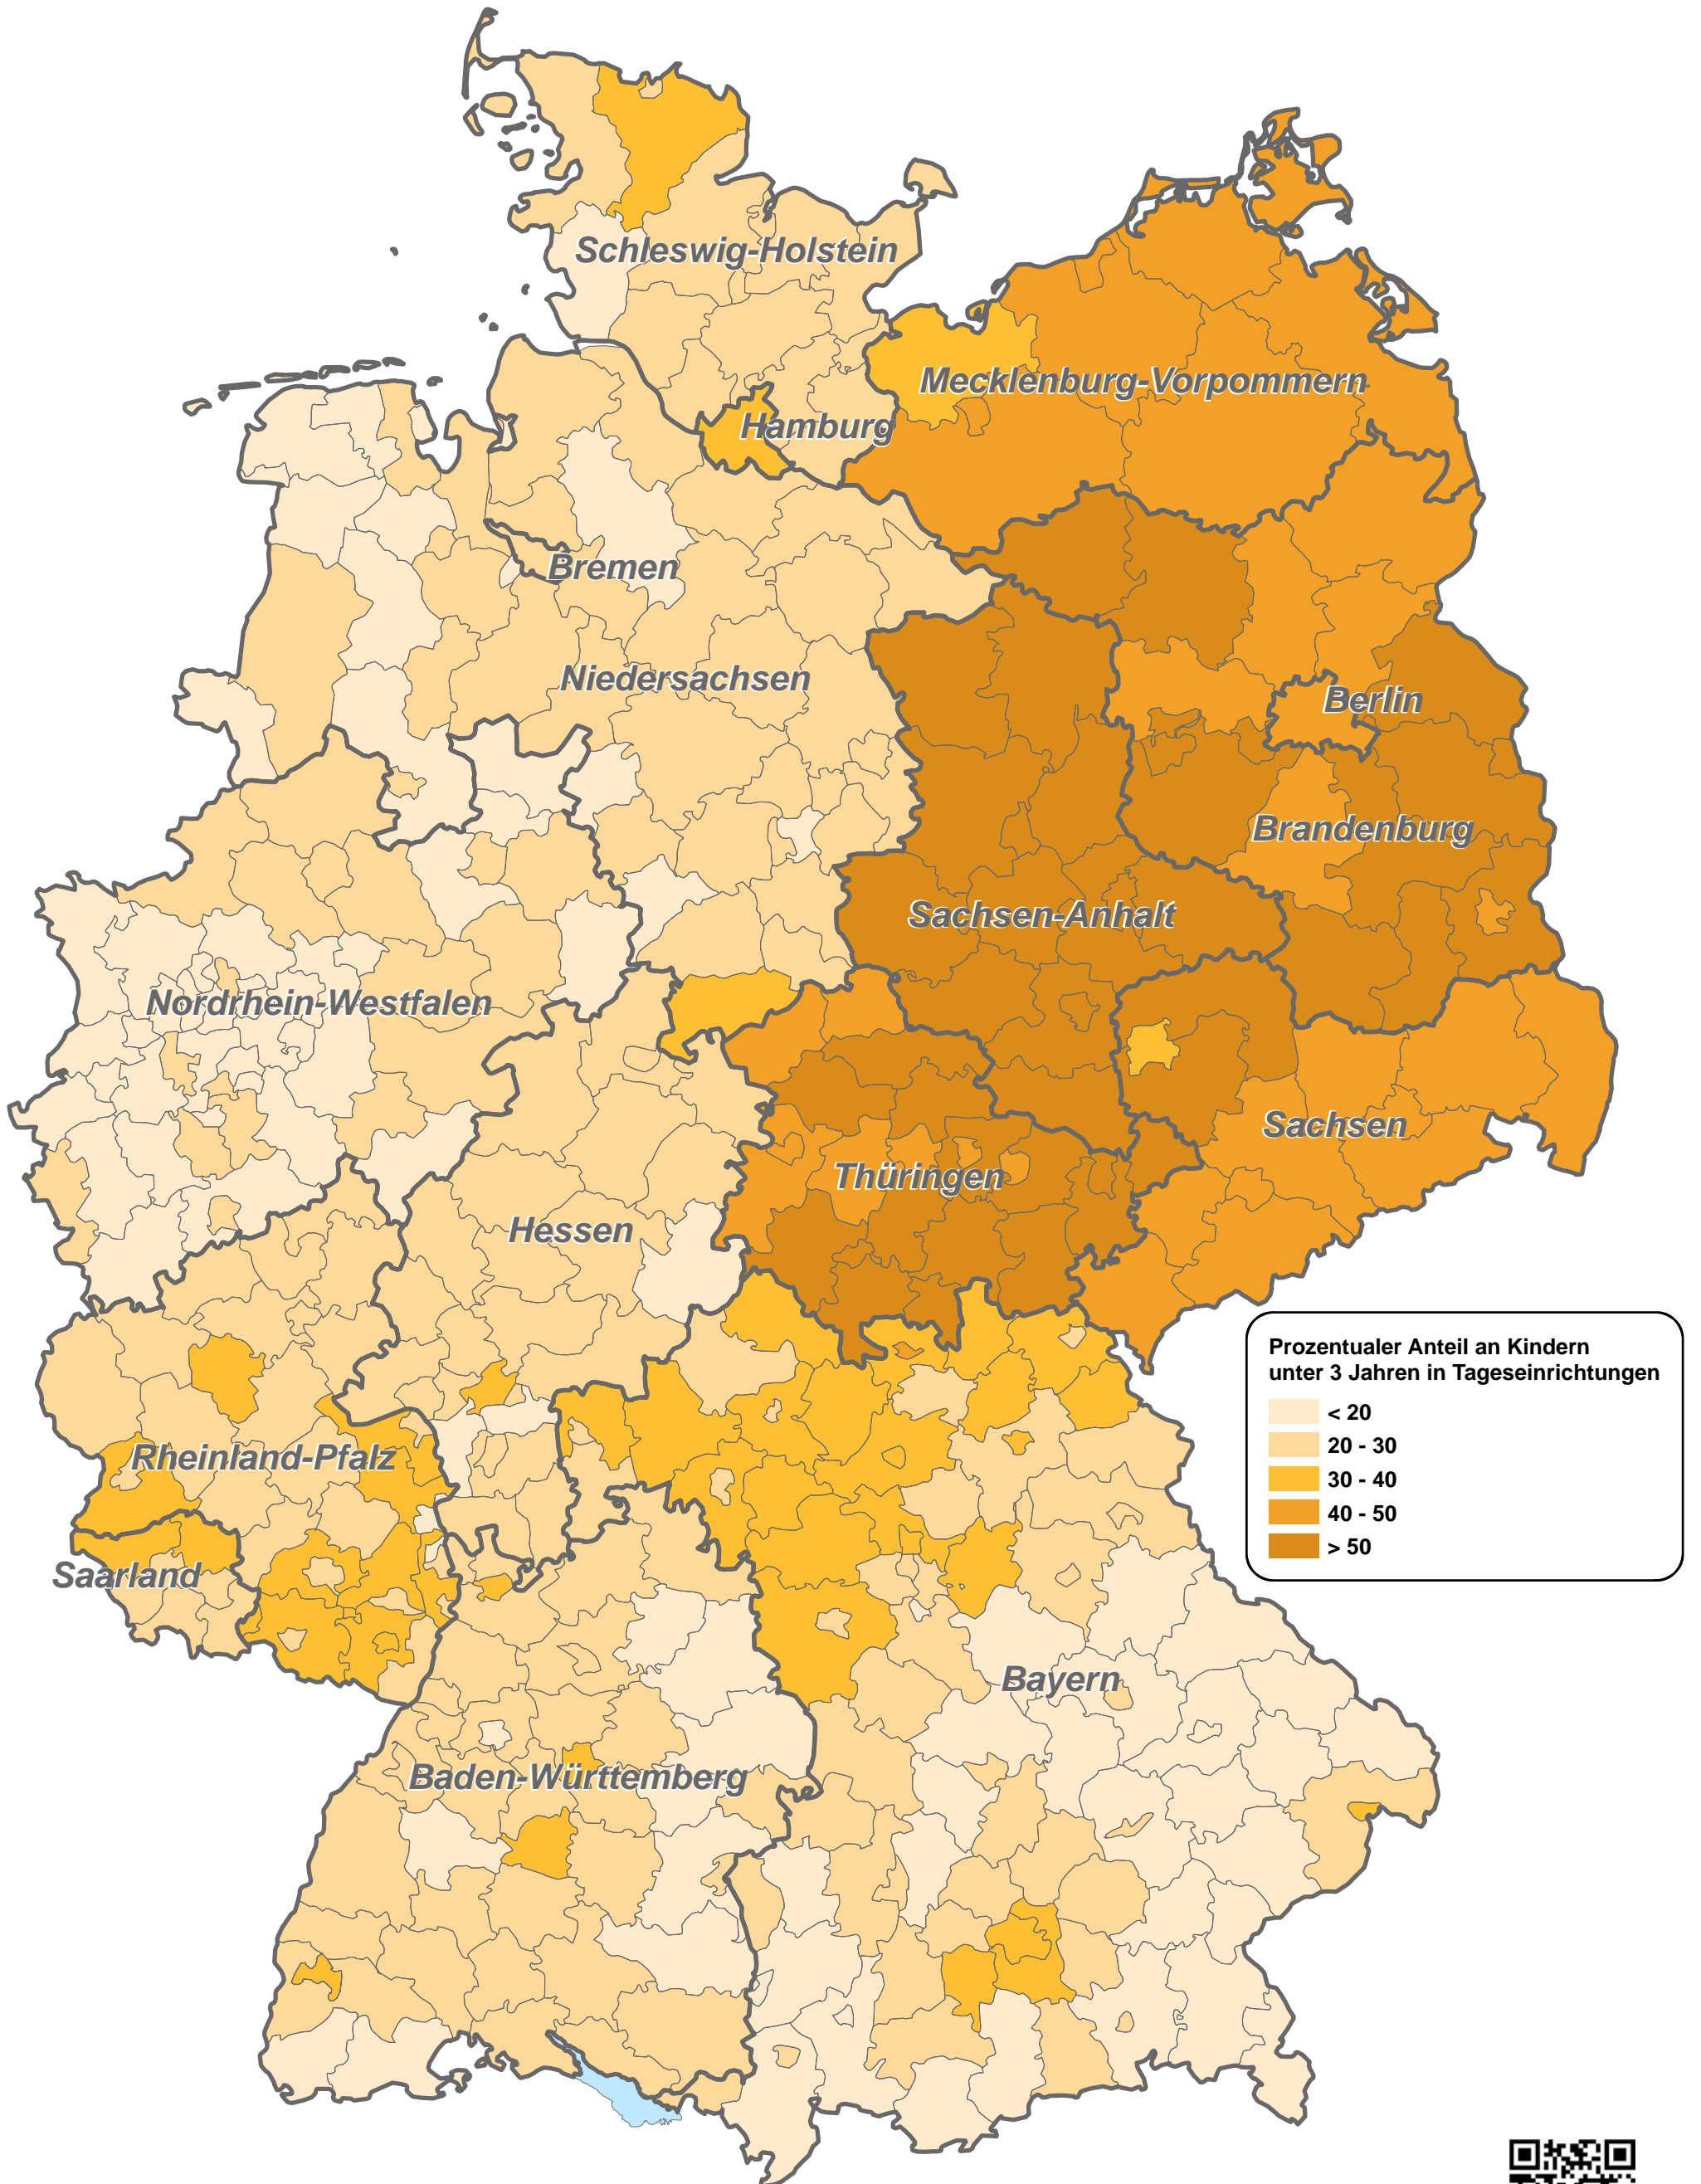 Schleswig-Holstein
Mecklenburg-Vorpommern
Hamburg
Bremen
Niedersachsen
Berlin
Brandenburg
Sachsen-Anhalt
Nordrhein-Westfalen
Sachsen
Thüringen
Hessen
Prozentualer Anteil an Kindern
unter 3 Jahren in Tageseinrichtungen
< 20
20 - 30
30 - 40
40 - 50
> 50
Rheinland-Pfalz
Saarland
Bayern
Baden-Württemberg